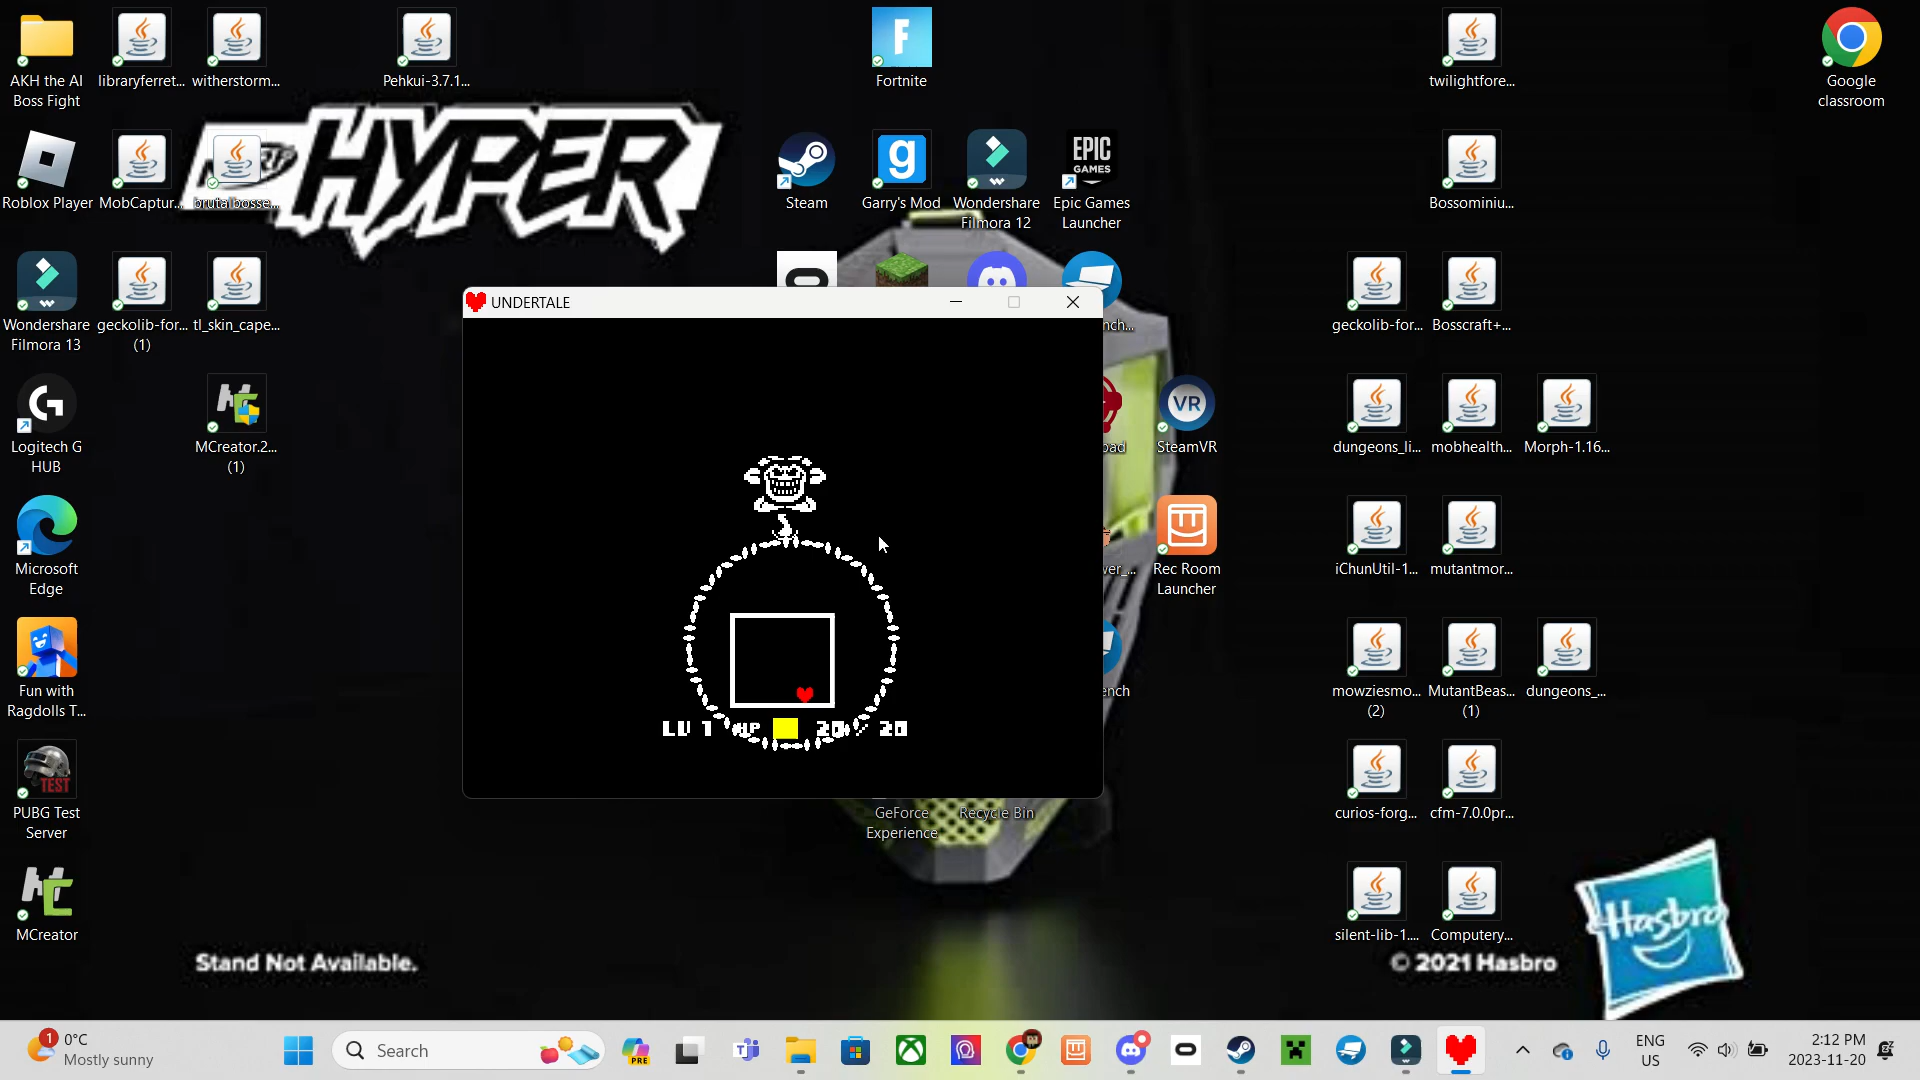 AKH the AI
Boss Fight
libraryferret...
witherstorm...
Pehkui-3.7.1...
Fortnite
twilightfore...
Google
classroom
HYPER
EPIC
GAMES
Roblox Player
MobCaptur...
brutalbosse...
Steam
Garry's Mod
Wondershare
Filmora 12
Epic Games
Launcher
Bossominiu...
Wondershare
Filmora 13
geckolib-for...
(1)
tl_skin_cape...
UNDERTALE
nch...
geckolib-for...
Bosscraft+...
Logitech G
HUB
MCreator.2...
(1)
VR
SteamVR
dungeons_li...
mobhealth...
Morph-1.16...
Microsoft
Edge
Rec Room
Launcher
iChunUtil-1...
mutantmor...
Fun with
Ragdolls T...
mowziesmo...
(2)
MutantBeas...
(1)
dungeons_...
LV 1 HP 20 / 20
TEST
PUBG Test
Server
GeForce
Experience
Recycle Bin
curios-forg...
cfm-7.0.0pr...
MCreator
silent-lib-1....
Computery...
Hasbro
Stand Not Available.
© 2021 Hasbro
1
0°C
Mostly sunny
Search
PRE
ENG
US
2:12 PM
2023-11-20